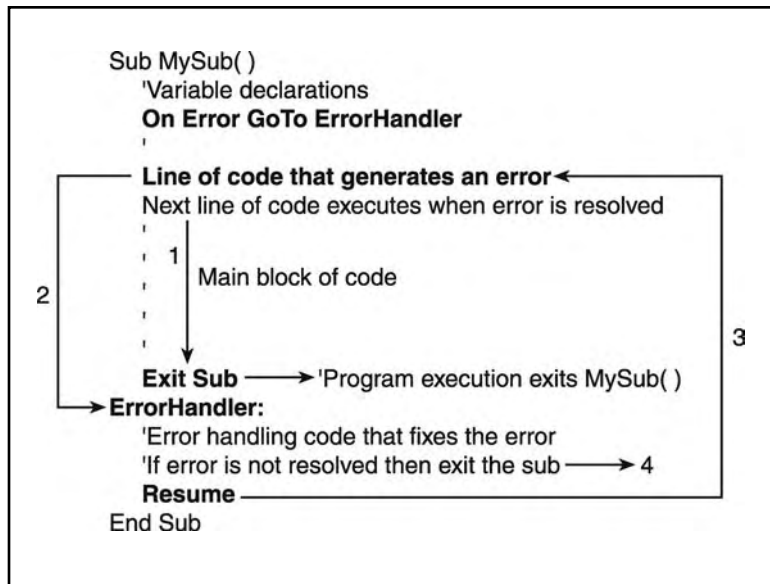 Sub MySub( )
'Variable declarations
On Error GoTo ErrorHandler
'
Line of code that generates an error
Next line of code executes when error is resolved
'
1
'
Main block of code
2
'
'
'
3
Exit Sub 'Program execution exits MySub( )
ErrorHandler:
'Error handling code that fixes the error
'If error is not resolved then exit the sub 4
Resume
End Sub